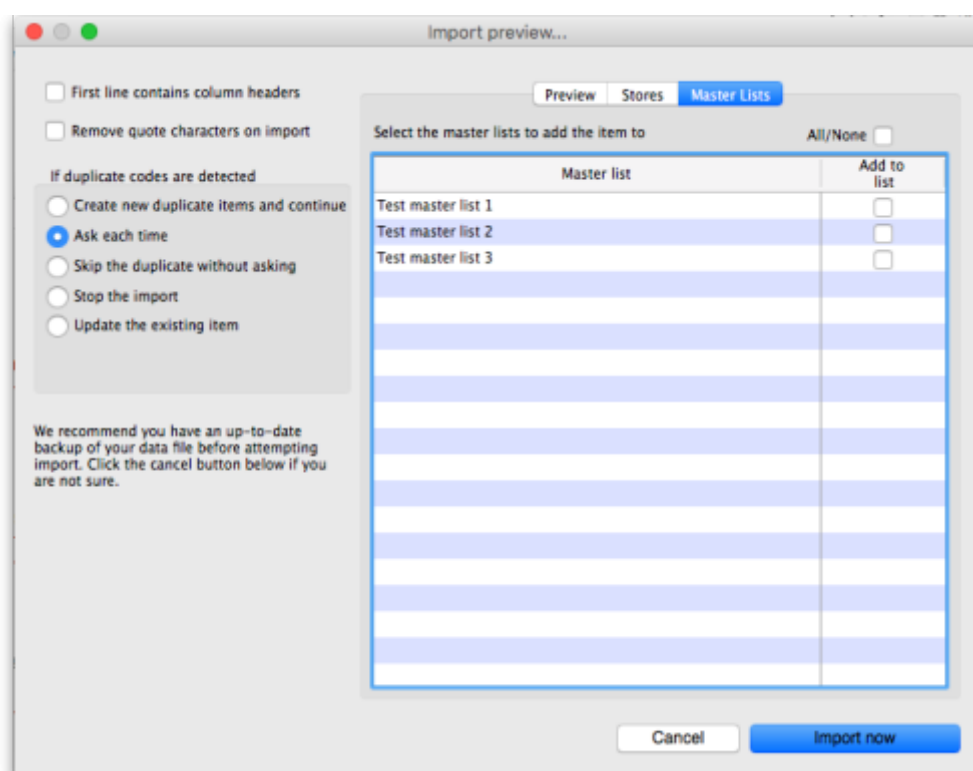 Import preview...
First line contains column headers
Remove quote characters on import
If duplicate codes are detected
Create new duplicate items and continue
Ask each time
Skip the duplicate without asking
Stop the import
Update the existing item
We recommend you have an up-to-date
backup of your data file before attempting
import. Click the cancel button below if you
are not sure.
Preview Stores Master Lists
Select the master lists to add the item to All/None
Master list Add to
list
Test master list 1
Test master list 2
Test master list 3
Cancel Import now